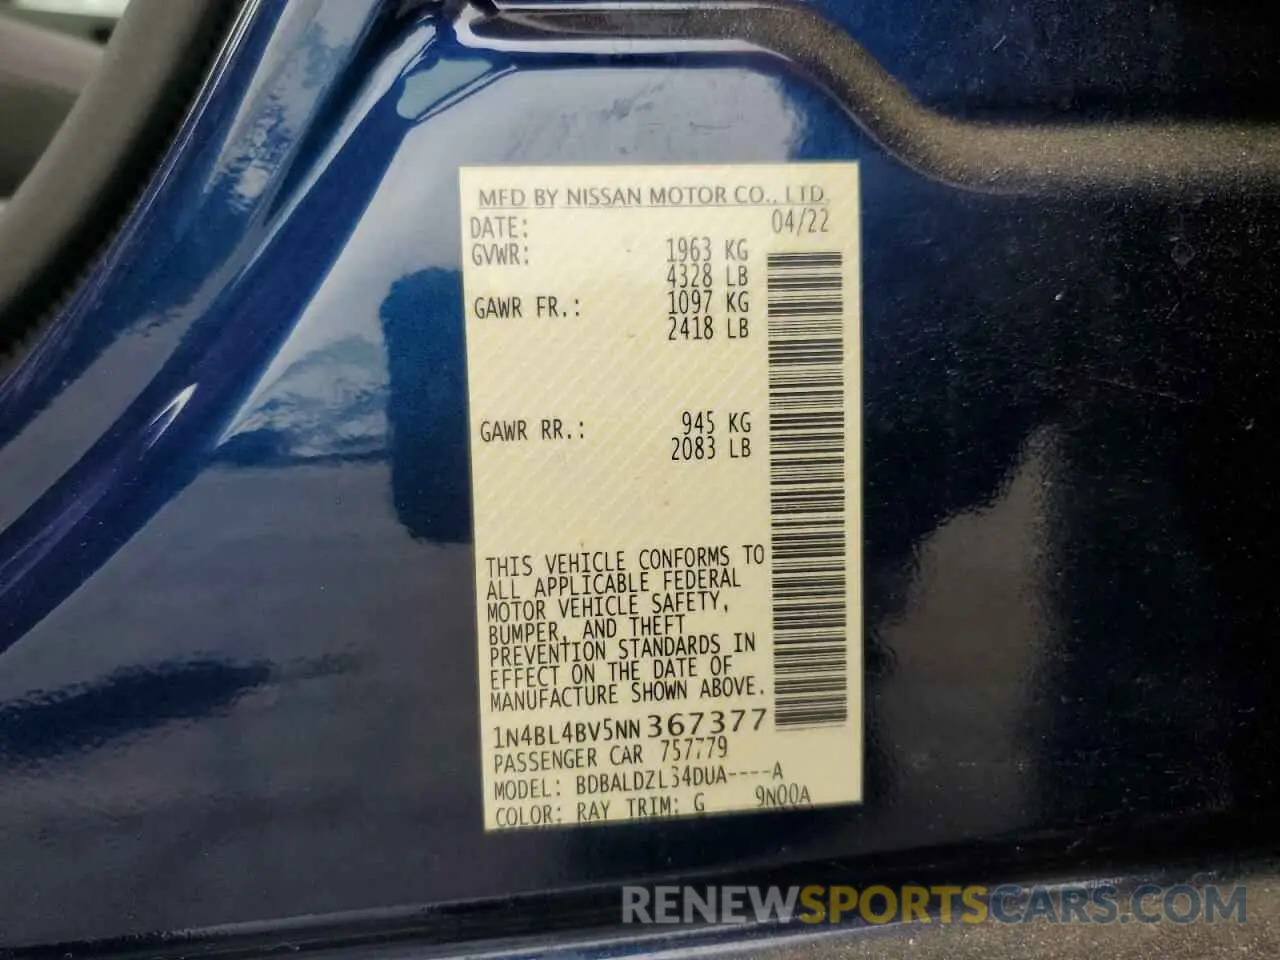 MFD BY NISSAN MOTOR CO., LTD.
DATE: 04/22
GVWR: 1963 KG
4328 LB
GAWR FR.: 1097 KG
2418 LB
GAWR RR.: 945 KG
2083 LB
THIS VEHICLE CONFORMS TO
ALL APPLICABLE FEDERAL
MOTOR VEHICLE SAFETY,
BUMPER, AND THEFT
PREVENTION STANDARDS IN
EFFECT ON THE DATE OF
MANUFACTURE SHOWN ABOVE.
1N4BL4BV5NN367377
PASSENGER CAR 757779
MODEL: BDBALDZL34DUA----A
COLOR: RAY TRIM: G 9N00A
RENEWSPORTSCARS.COM